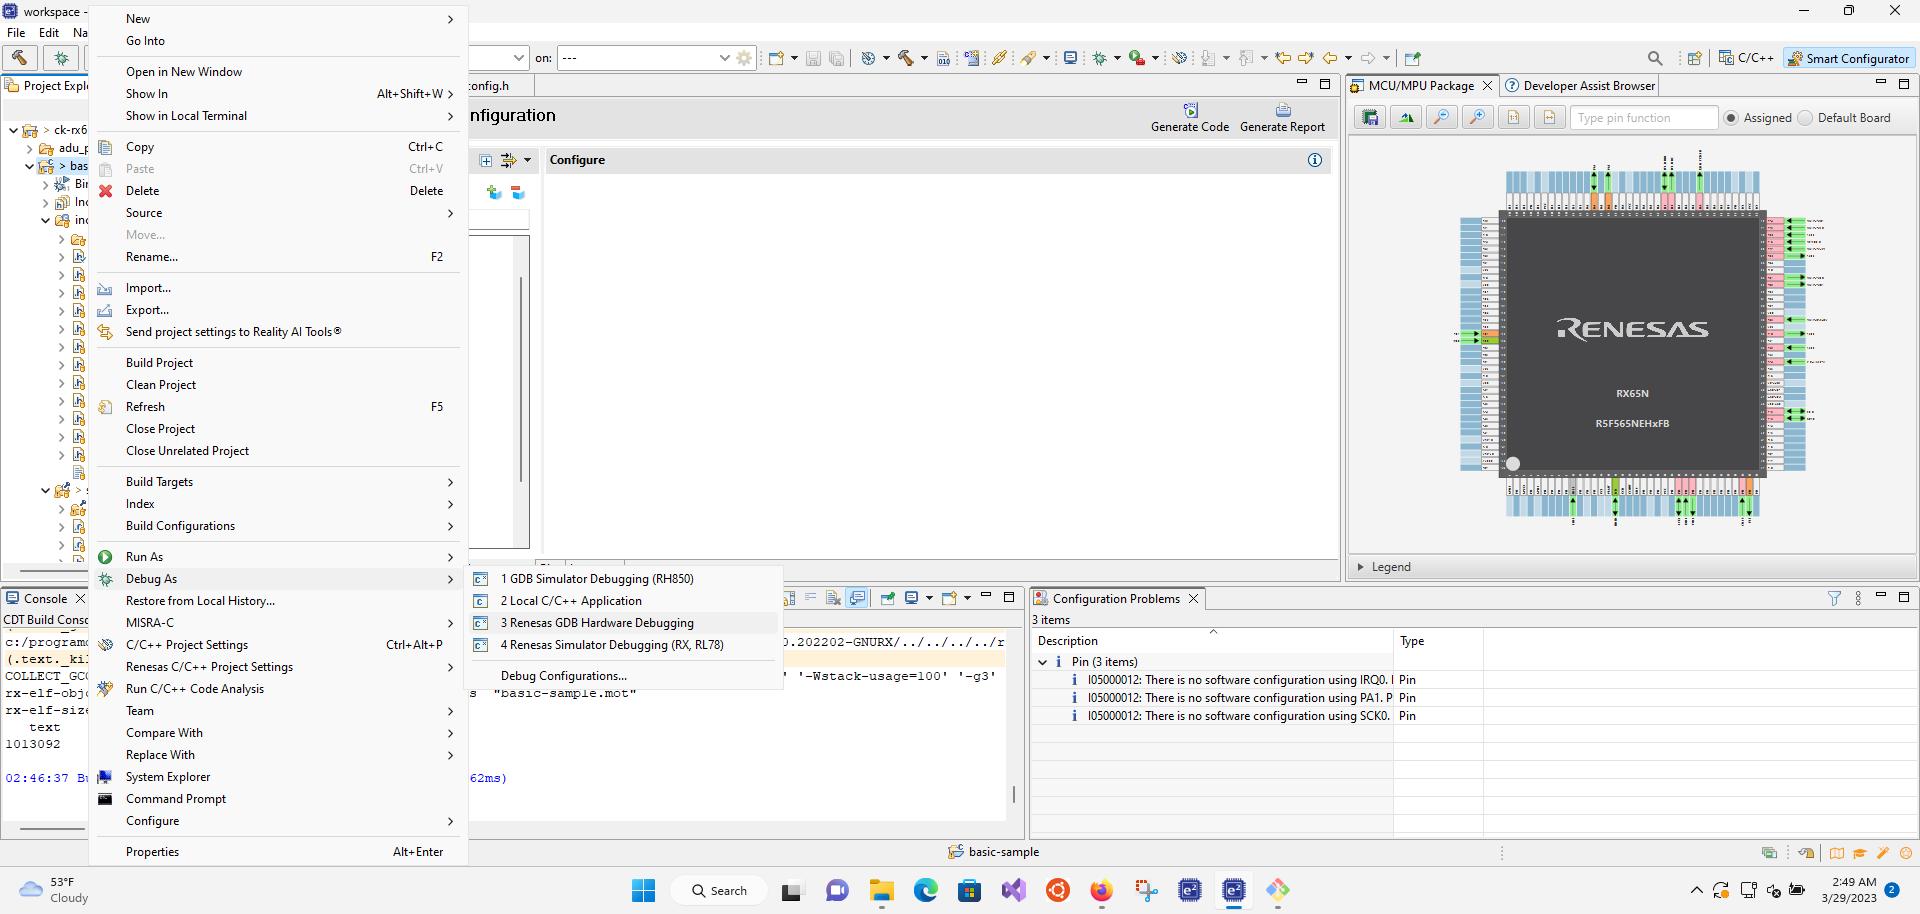 workspace -
File Edit Na
on: ---
C/C++
Smart Configurator
Project Explo
onfig.h
nfiguration
Generate Code
Generate Report
Configure
> ck-rx6
adu_p
> bas
Bin
Inc
New
Go Into
Open in New Window
Show In Alt+Shift+W >
Show in Local Terminal
Copy Ctrl+C
Paste Ctrl+V
Delete Delete
Source
Move...
Rename... F2
Import...
Export...
Send project settings to Reality AI Tools®
Build Project
Clean Project
Refresh F5
Close Project
Close Unrelated Project
Build Targets
Index
Build Configurations
Run As
Debug As
Restore from Local History...
MISRA-C
C/C++ Project Settings Ctrl+Alt+P
Renesas C/C++ Project Settings
Run C/C++ Code Analysis
Team
Compare With
Replace With
System Explorer
Command Prompt
Configure
Properties Alt+Enter
1 GDB Simulator Debugging (RH850)
2 Local C/C++ Application
3 Renesas GDB Hardware Debugging
4 Renesas Simulator Debugging (RX, RL78)
Debug Configurations...
Console
CDT Build Consc
c:/programd
0.202202-GNURX/../../../../r
(.text._kil
COLLECT_GCC
' '-Wstack-usage=100' '-g3'
rx-elf-obj
s "basic-sample.mot"
rx-elf-size
text
1013092
02:46:37 Bu
62ms)
MCU/MPU Package
Developer Assist Browser
Type pin function
Assigned
Default Board
RENESAS
RX65N
R5F565NEHxFB
Legend
Configuration Problems
3 items
Description Type
Pin (3 items)
I05000012: There is no software configuration using IRQ0. Pin
I05000012: There is no software configuration using PA1. P Pin
I05000012: There is no software configuration using SCK0. Pin
basic-sample
53°F
Cloudy
Search
2:49 AM
3/29/2023
2